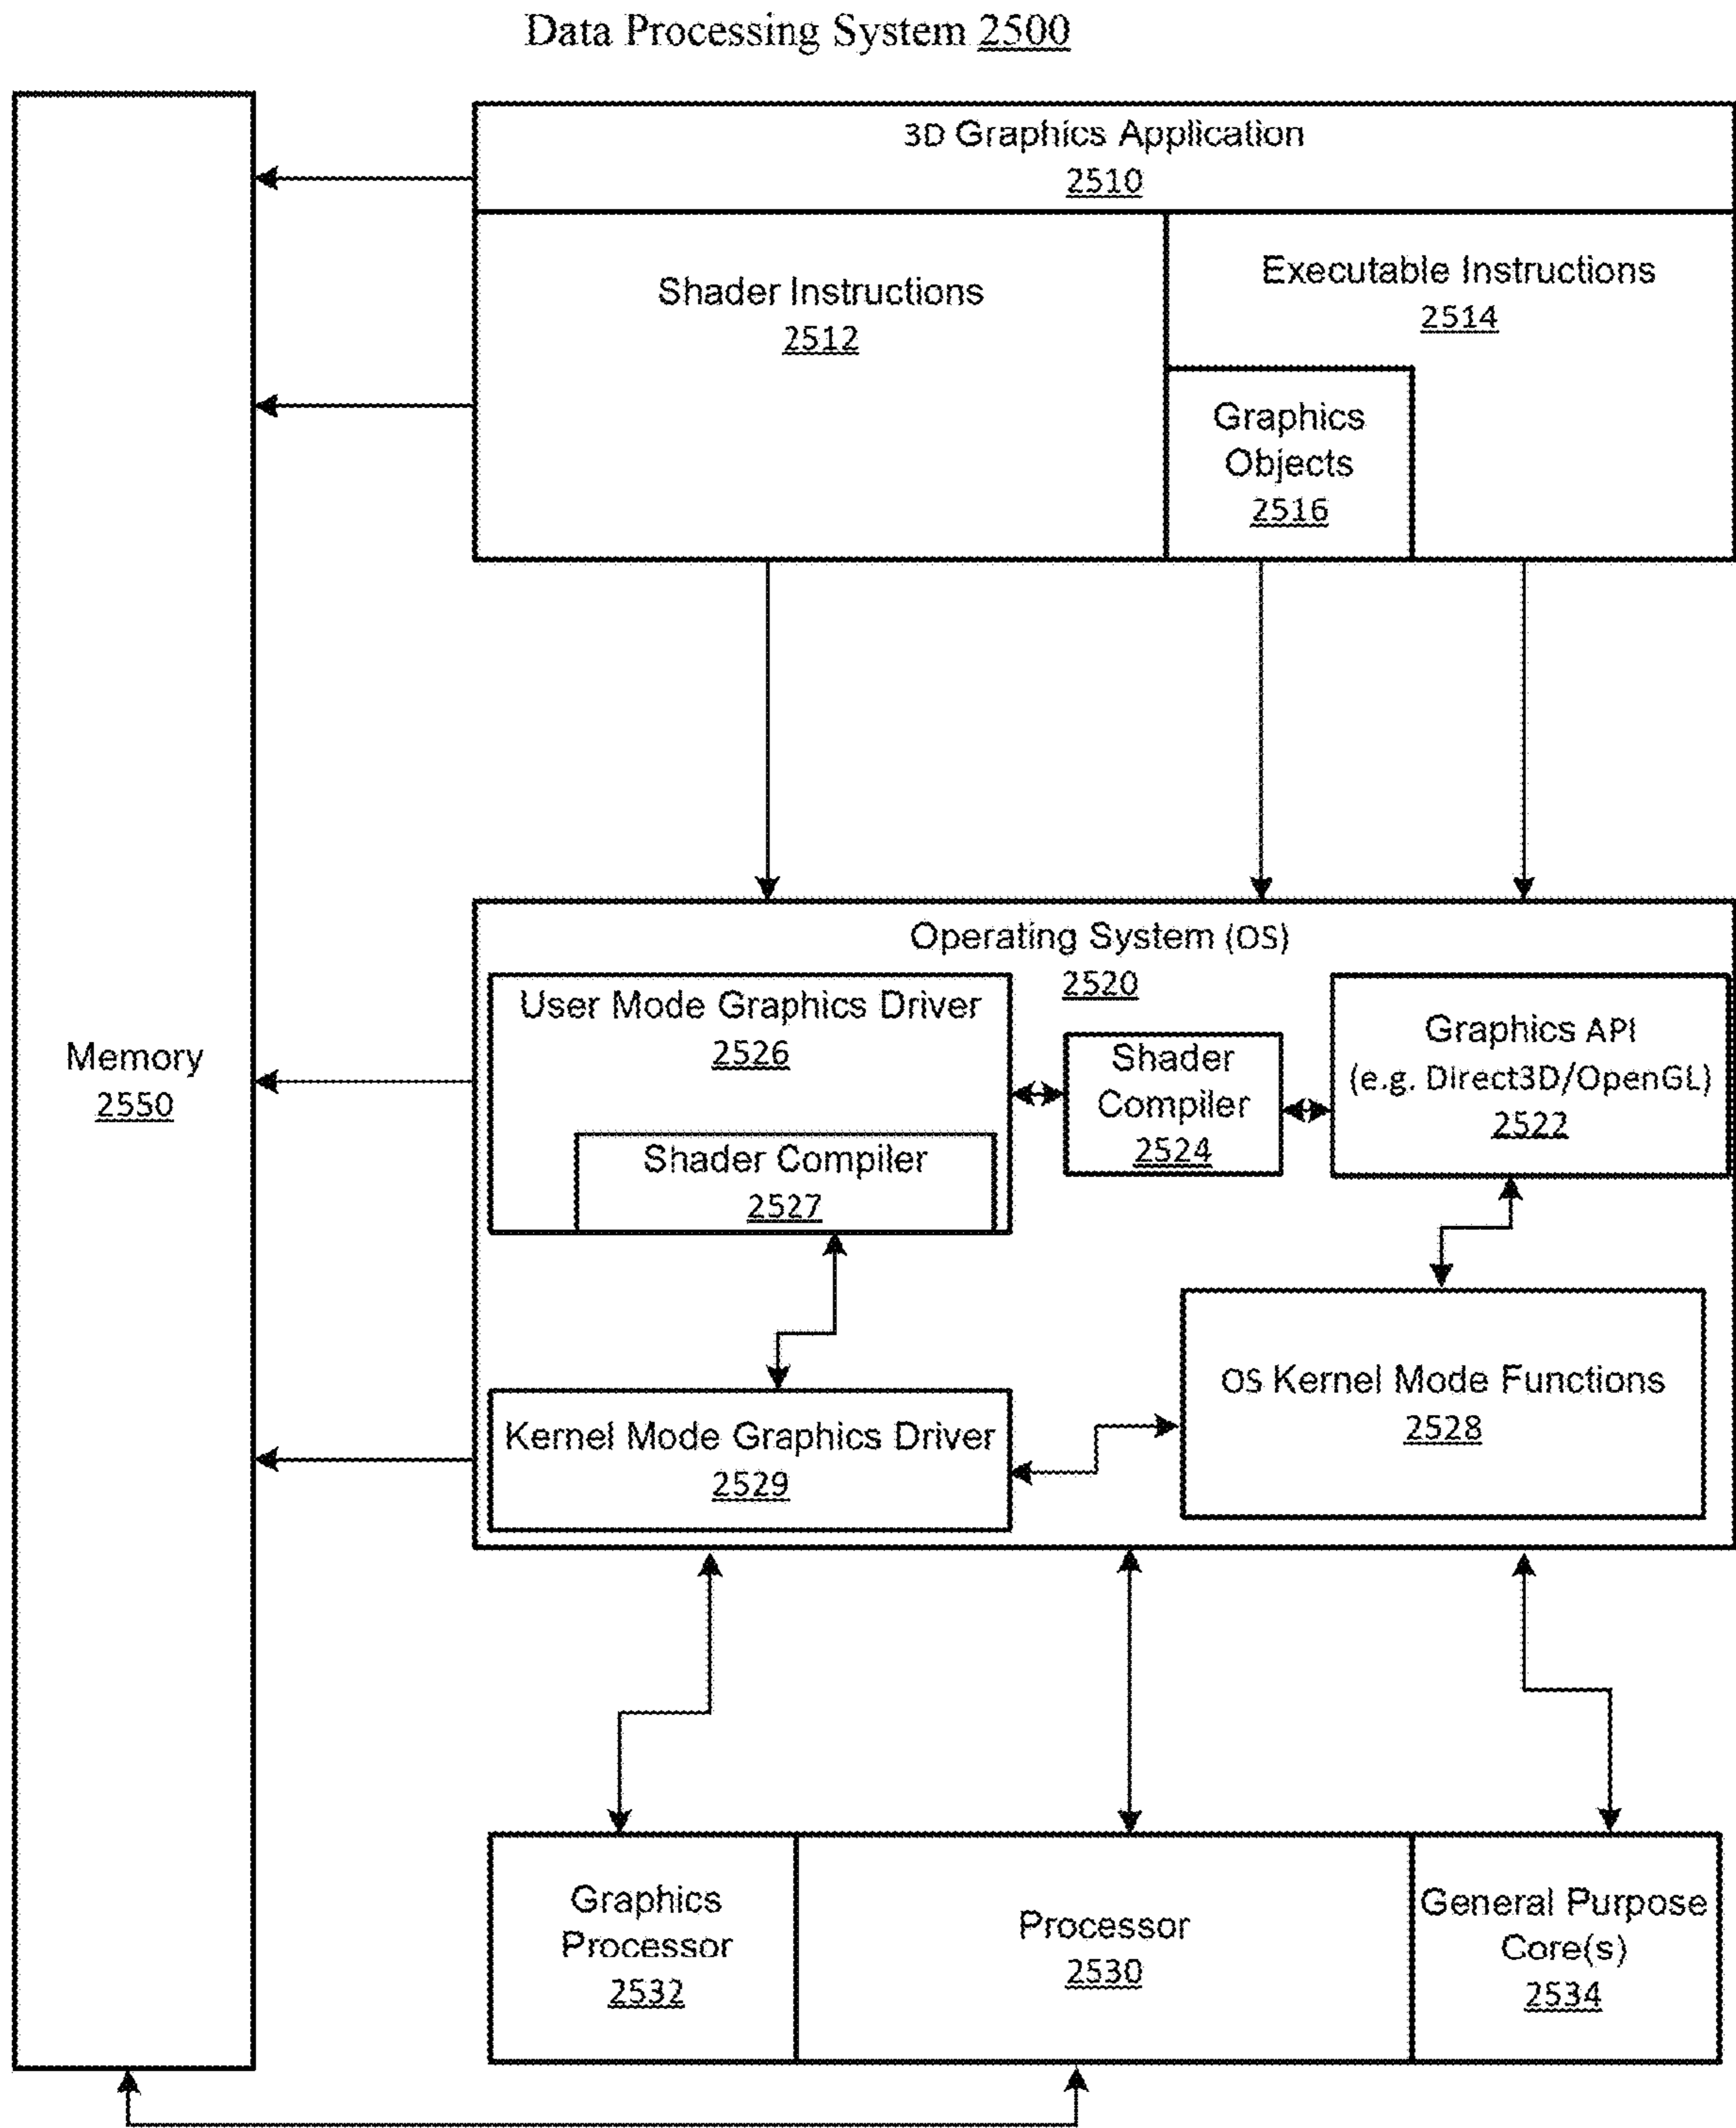 Data Processing System 2500
3D Graphics Application
2510
Shader Instructions
2512
Executable Instructions
2514
Graphics
Objects
2516
Memory
2550
Operating System (OS)
2520
User Mode Graphics Driver
2526
Shader Compiler
2527
Shader
Compiler
2524
Graphics API
(e.g. Direct3D/OpenGL)
2522
Kernel Mode Graphics Driver
2529
OS Kernel Mode Functions
2528
Graphics
Processor
2532
Processor
2530
General Purpose
Core(s)
2534